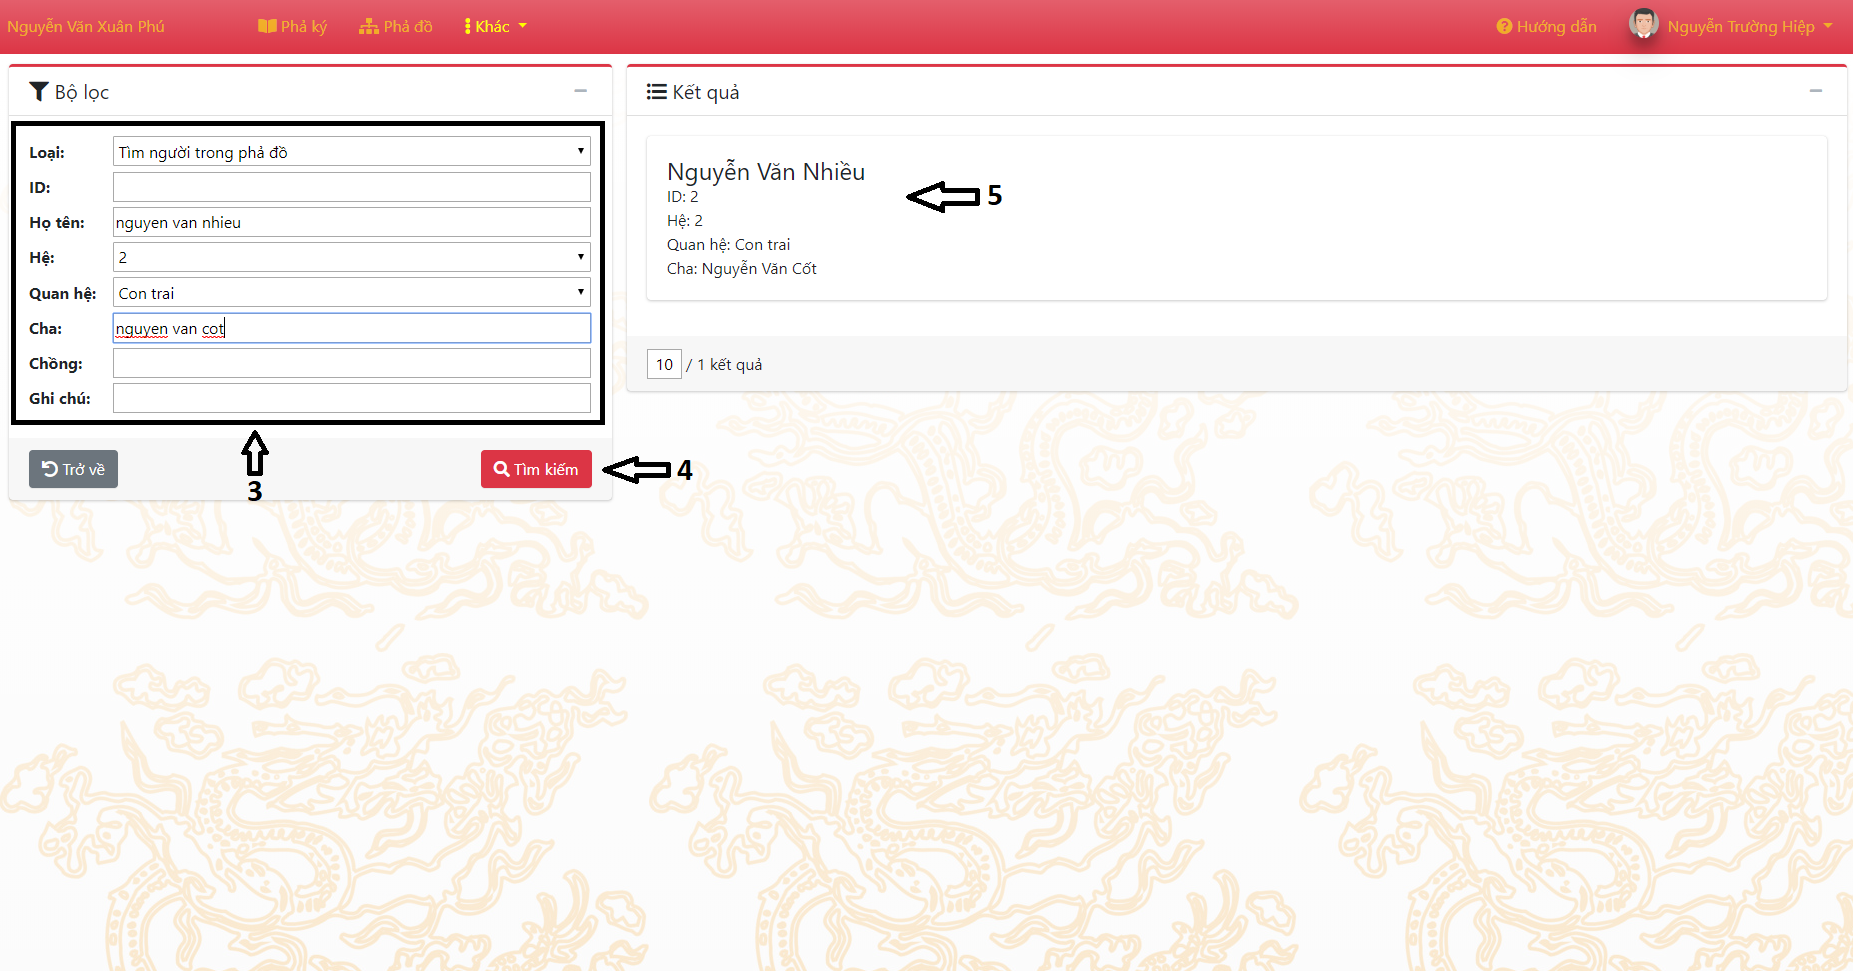 Nguyễn Văn Xuân Phú
Phả ký
Phả đồ
Khác
Hướng dẫn
Nguyễn Trường Hiệp
Bộ lọc
Loại: Tìm người trong phả đồ
ID:
Họ tên: nguyen van nhieu
Hệ: 2
Quan hệ: Con trai
Cha: nguyen van cot
Chồng:
Ghi chú:
3
Trở về
Tìm kiếm
4
Kết quả
Nguyễn Văn Nhiều
ID: 2
5
Hệ: 2
Quan hệ: Con trai
Cha: Nguyễn Văn Cốt
10 / 1 kết quả